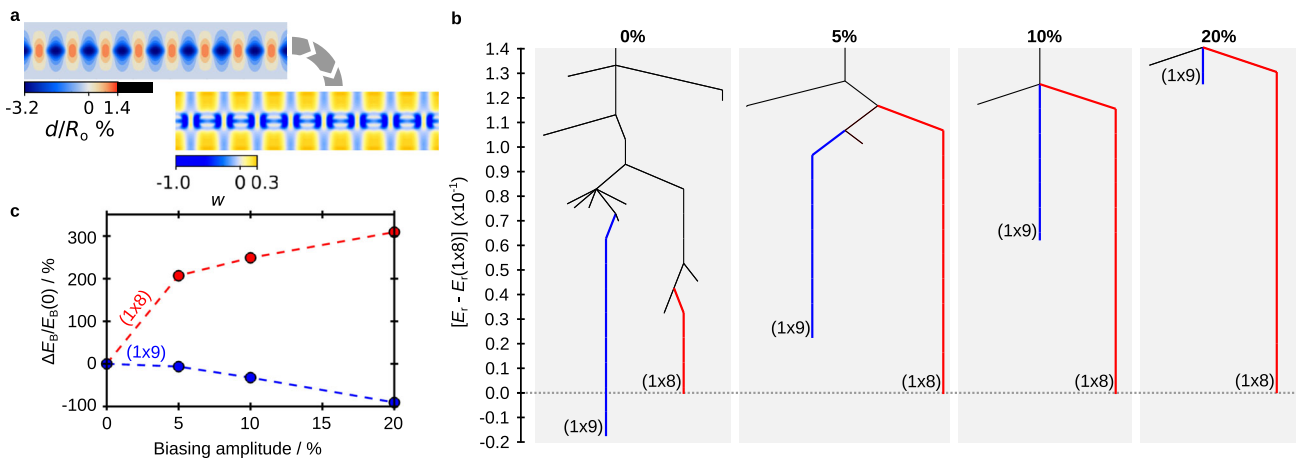 a
-3.2 0 1.4
d/Rₒ %
-1.0 0 0.3
w
b
0% 5% 10% 20%
[Eᵣ - Eᵣ(1x8)] (x10⁻¹)
1.4
1.3
1.2
1.1
1.0
0.9
0.8
0.7
0.6
0.5
0.4
0.3
0.2
0.1
0.0
-0.1
-0.2
(1x9) (1x8)
(1x9) (1x8)
(1x9) (1x8)
(1x9) (1x8)
c
ΔE_B/E_B(0) / %
300
200
100
0
-100
(1x8)
(1x9)
0 5 10 15 20
Biasing amplitude / %